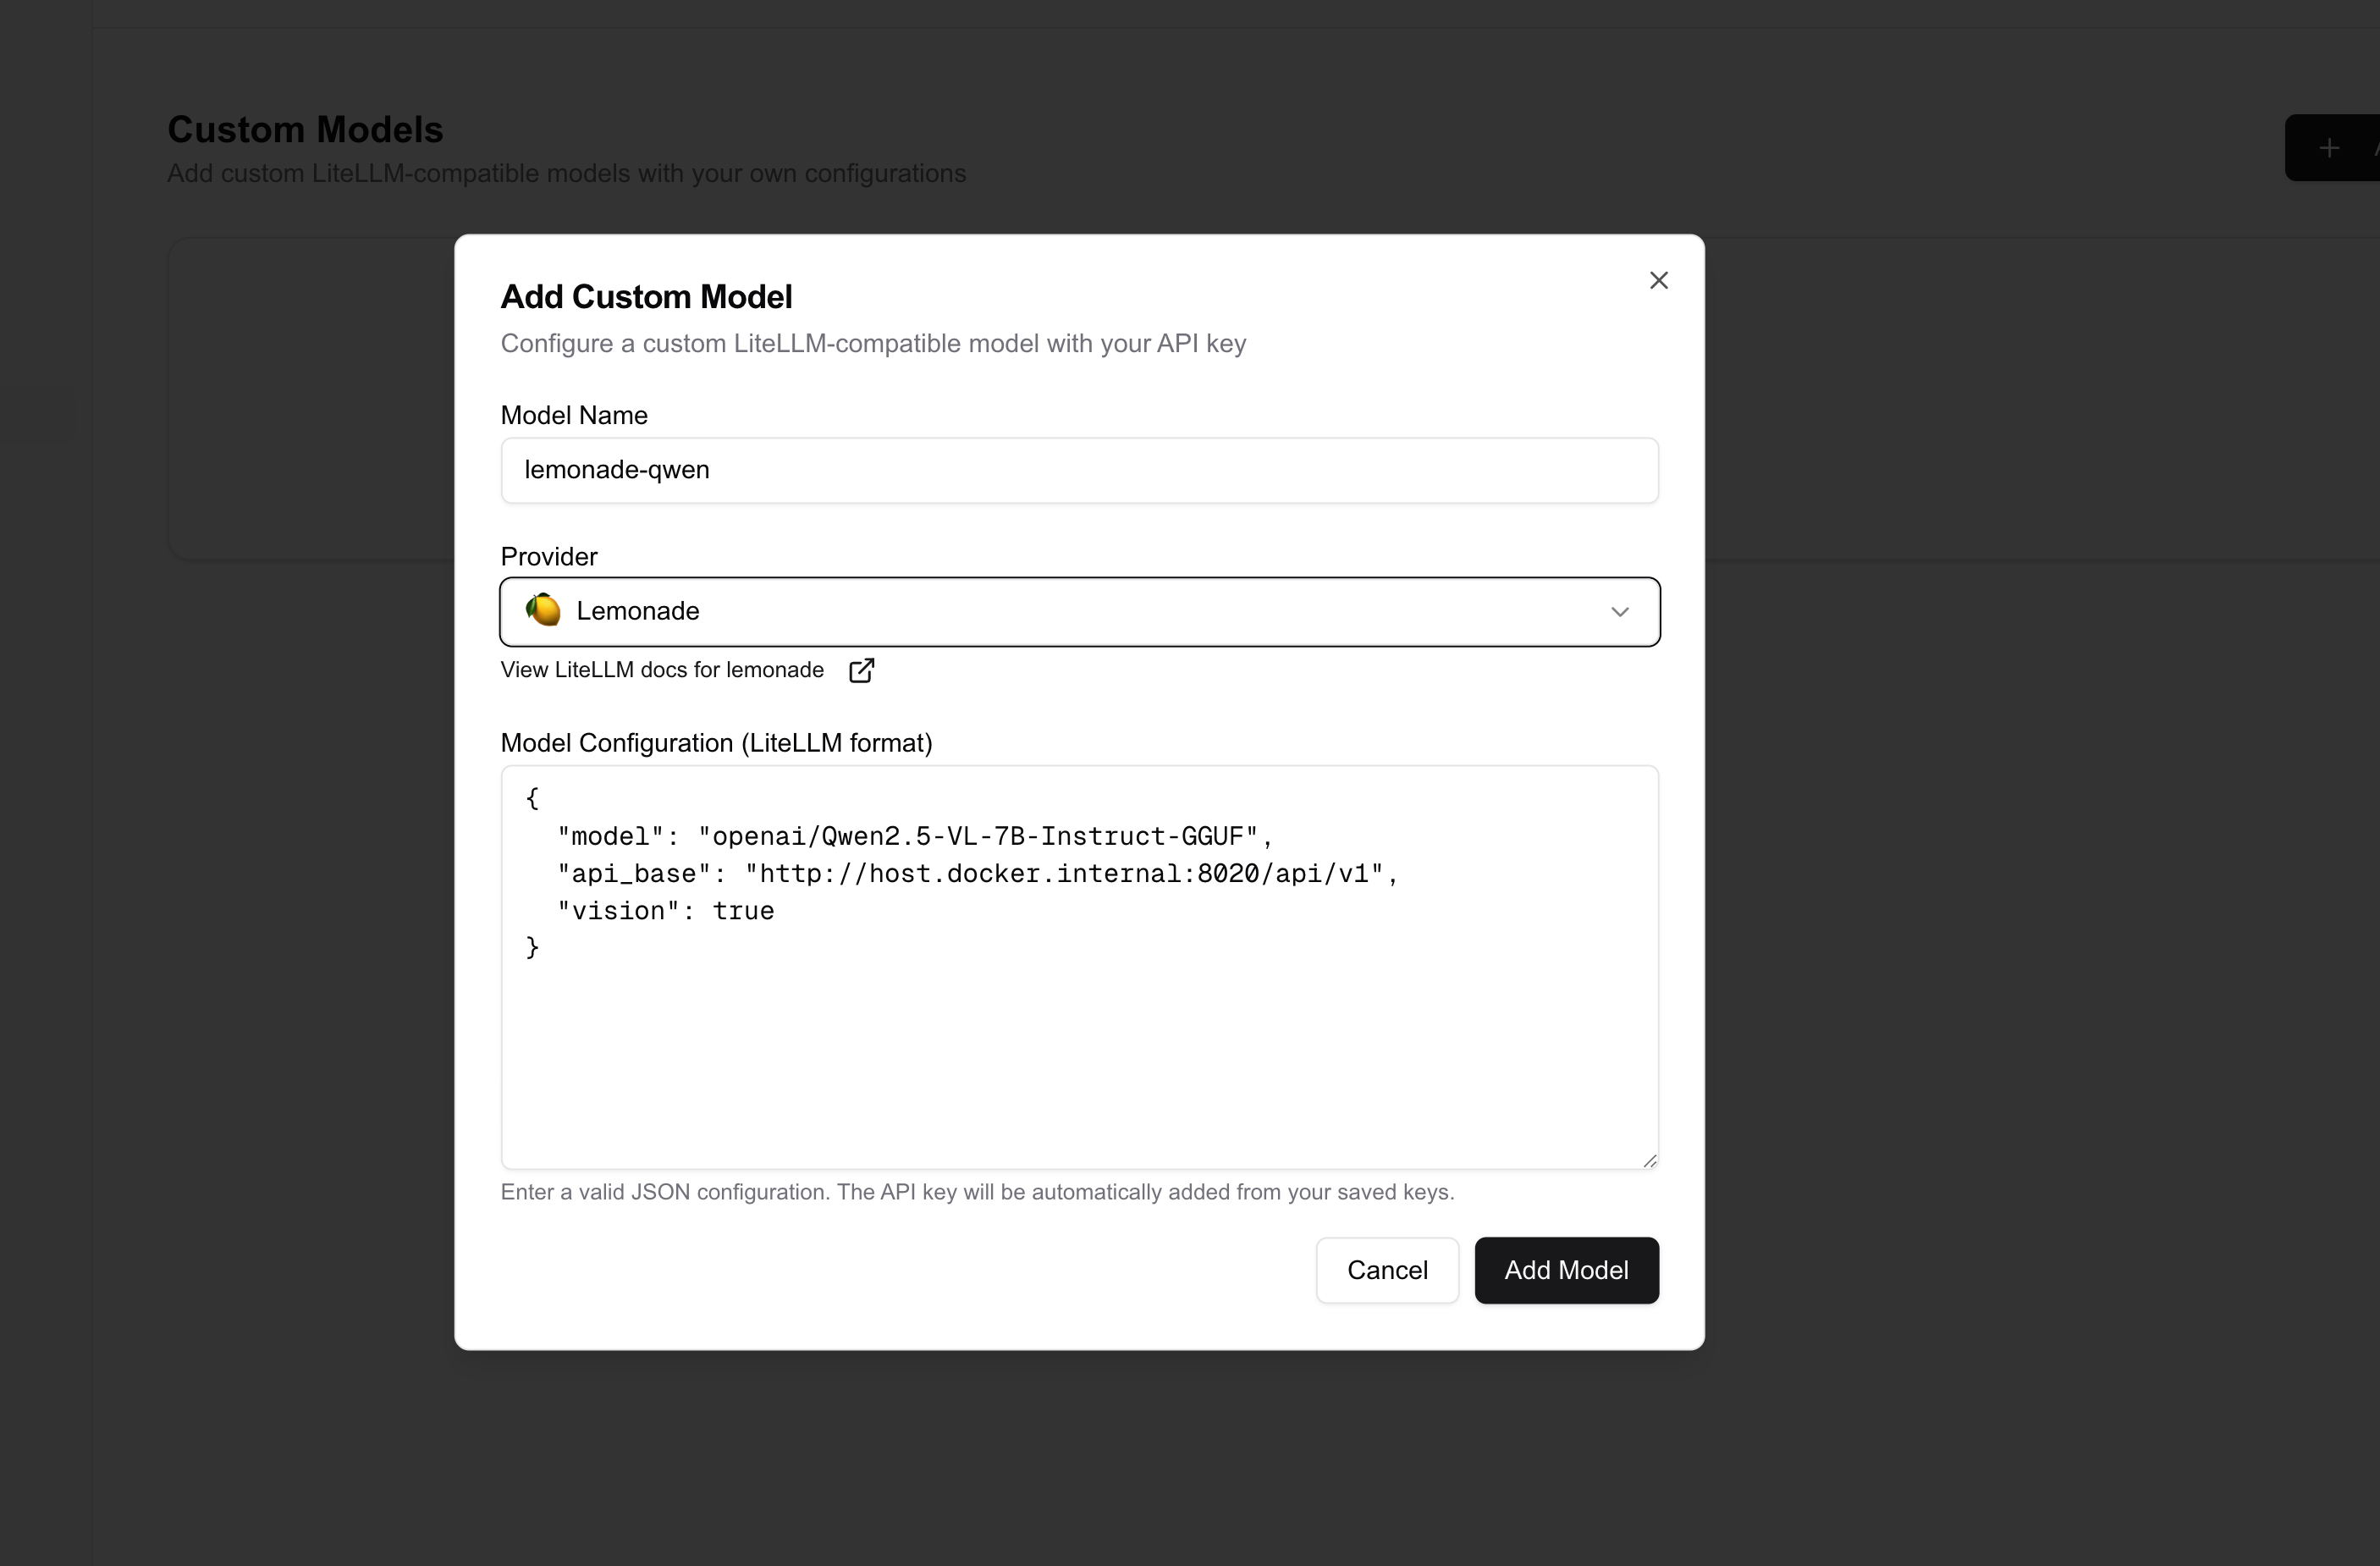 Custom Models
Add custom LiteLLM-compatible models with your own configurations
Add Custom Model
Configure a custom LiteLLM-compatible model with your API key
Model Name
lemonade-qwen
Provider
Lemonade
View LiteLLM docs for lemonade
Model Configuration (LiteLLM format)
{
  "model": "openai/Qwen2.5-VL-7B-Instruct-GGUF",
  "api_base": "http://host.docker.internal:8020/api/v1",
  "vision": true
}
Enter a valid JSON configuration. The API key will be automatically added from your saved keys.
Cancel
Add Model